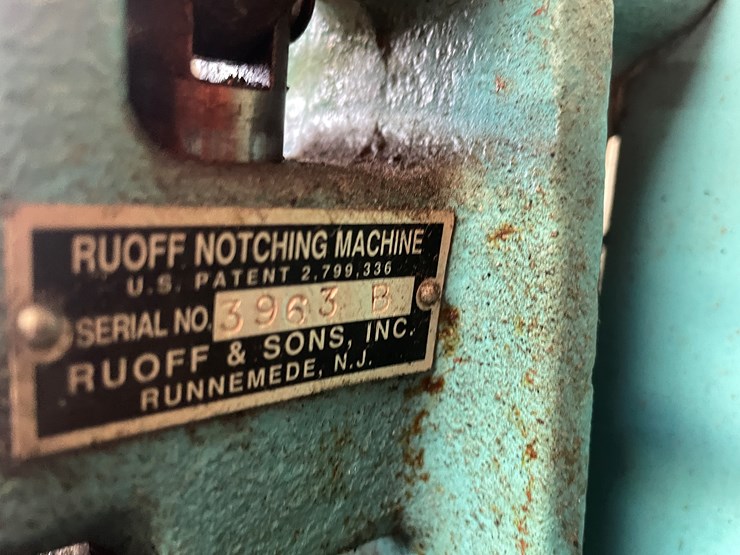 RUOFF NOTCHING MACHINE
U.S. PATENT 2,799,336
SERIAL NO. 3963 B
RUOFF & SONS, INC.
RUNNEMEDE, N.J.